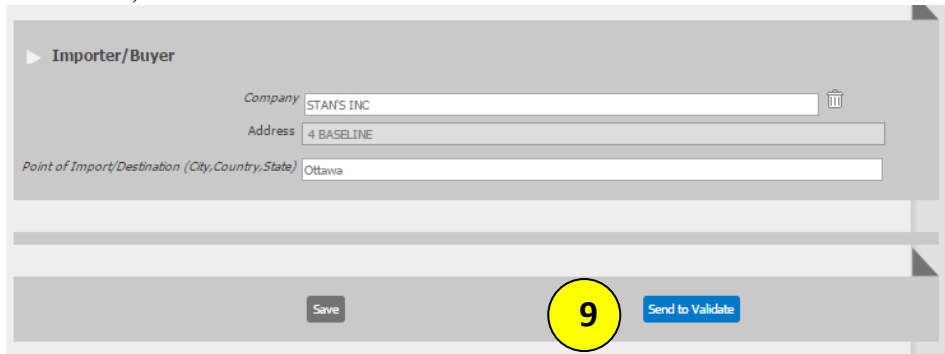 Importer/Buyer
Company STAN'S INC
Address 4 BASELINE
Point of Import/Destination (City,Country,State) Ottawa
Save 9 Send to Validate